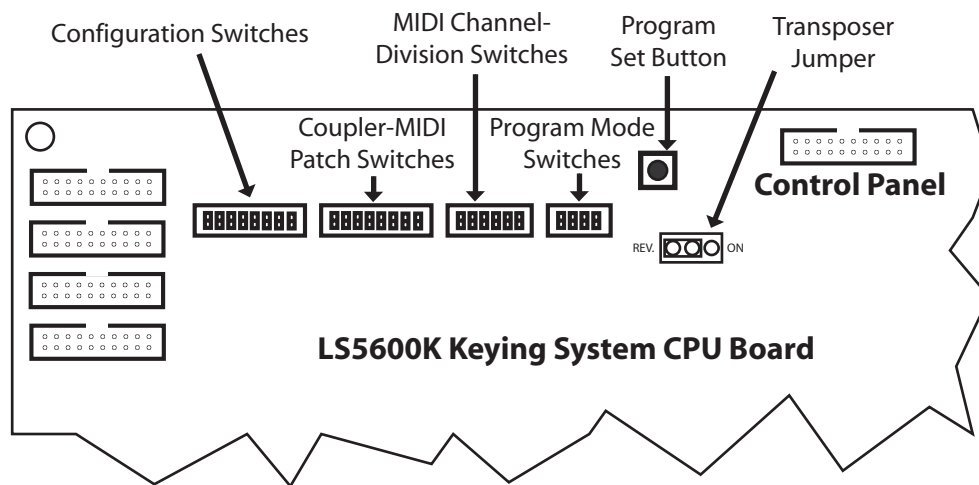 Configuration Switches
MIDI Channel-
Division Switches
Program
Set Button
Transposer
Jumper
Coupler-MIDI
Patch Switches
Program Mode
Switches
Control Panel
REV.
ON
LS5600K Keying System CPU Board